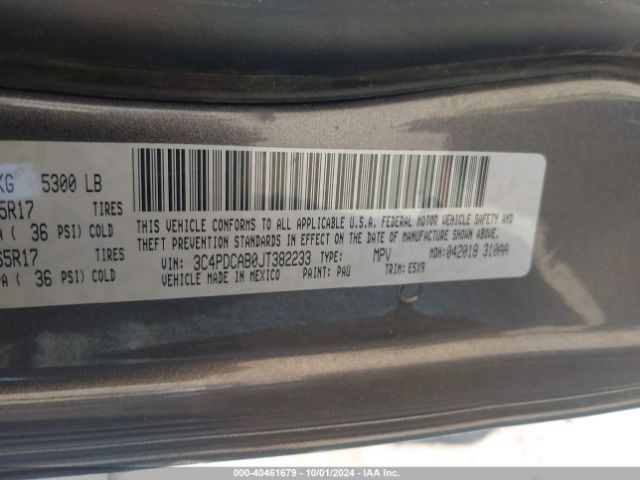 KG 5300 LB
5R17 TIRES
A ( 36 PSI) COLD
65R17 TIRES
PA ( 36 PSI) COLD
THIS VEHICLE CONFORMS TO ALL APPLICABLE U.S.A. FEDERAL MOTOR VEHICLE SAFETY AND
THEFT PREVENTION STANDARDS IN EFFECT ON THE DATE OF MANUFACTURE SHOWN ABOVE.
VIN: 3C4PDCAB0JT382233 TYPE: MPV MDH: 042018 310AA
VEHICLE MADE IN MEXICO PAINT: PAU TRIM: E5X9
000-40461679 | 10/01/2024 | IAA Inc.